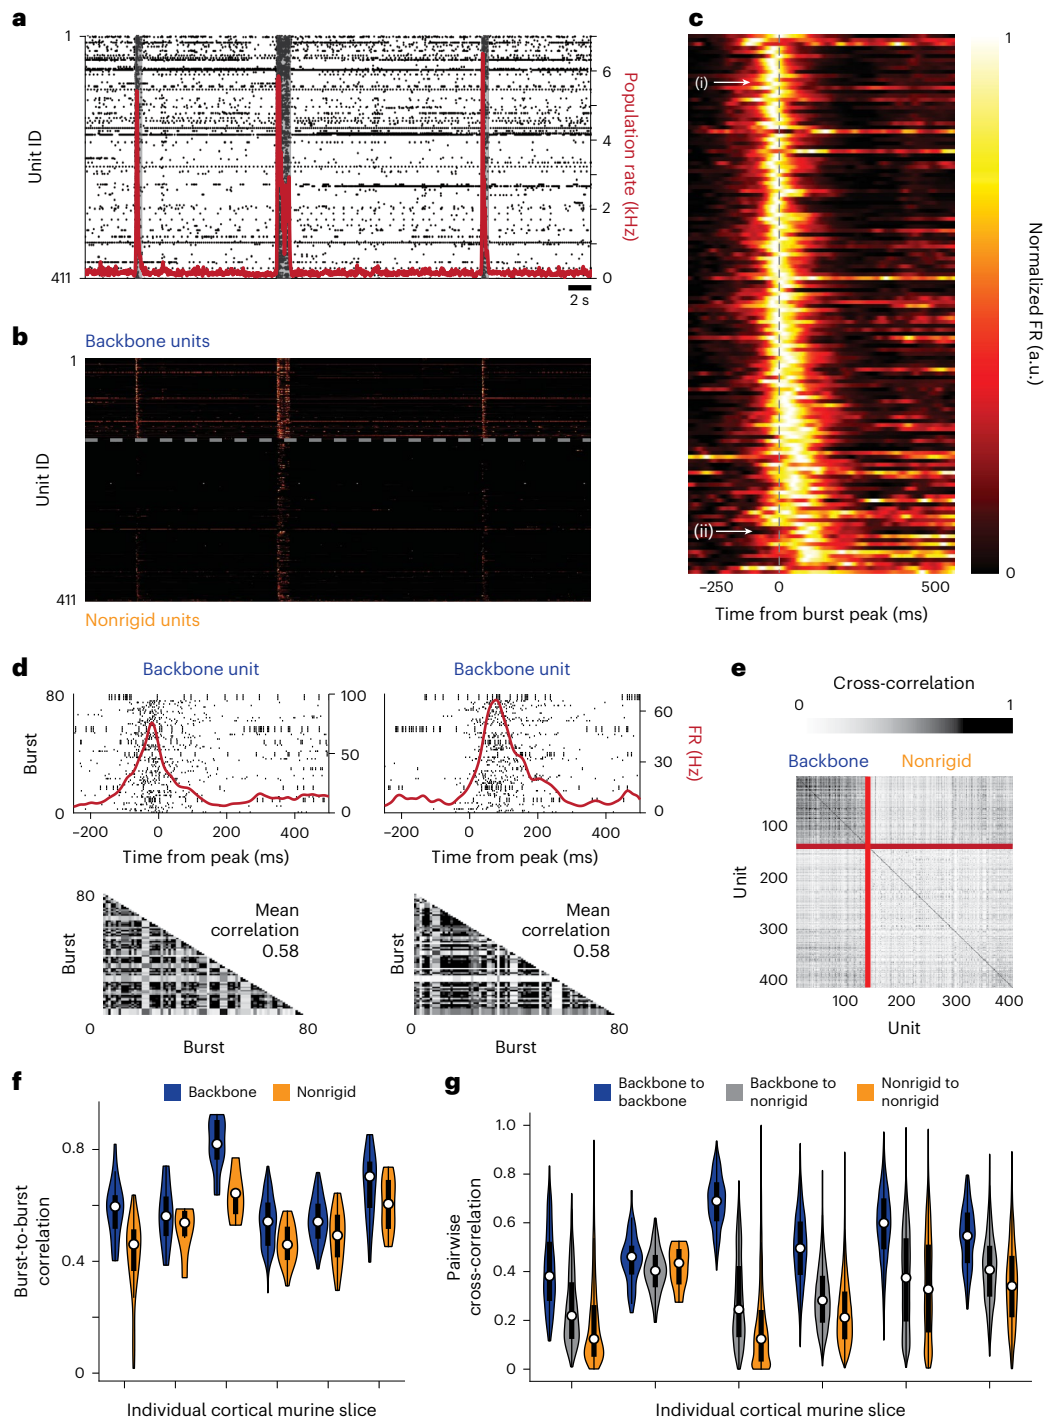 a
1
Unit ID
411
6
4
2
0
Population rate (kHz)
2 s
b
Backbone units
1
Unit ID
411
Nonrigid units
c
(i)
(ii)
−250
0
500
Time from burst peak (ms)
1
0
Normalized FR (a.u.)
d
Backbone unit
80
Burst
0
100
50
0
−200
0
200
400
Time from peak (ms)
Backbone unit
60
30
0
FR (Hz)
−200
0
200
400
Time from peak (ms)
80
Burst
0
80
Burst
Mean
correlation
0.58
Burst
0
80
Burst
Mean
correlation
0.58
e
Cross-correlation
0
1
Backbone
Nonrigid
100
200
300
400
Unit
100
200
300
400
Unit
f
Backbone
Nonrigid
0.8
0.4
0
Burst-to-burst
correlation
Individual cortical murine slice
g
Backbone to
backbone
Backbone to
nonrigid
Nonrigid to
nonrigid
1.0
0.8
0.6
0.4
0.2
0
Pairwise
cross-correlation
Individual cortical murine slice